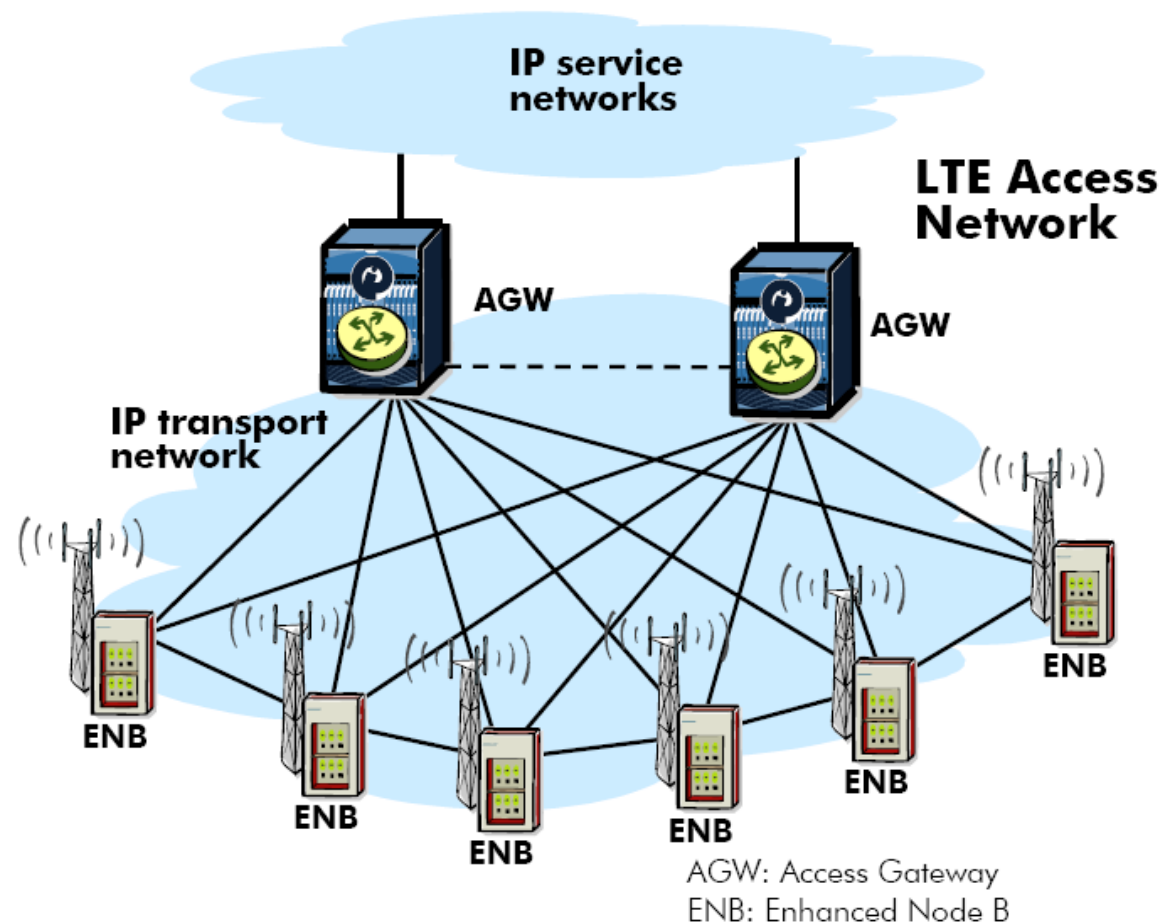 IP service
networks
LTE Access
Network
AGW
AGW
IP transport
network
ENB
ENB
ENB
ENB
ENB
ENB
AGW: Access Gateway
ENB: Enhanced Node B